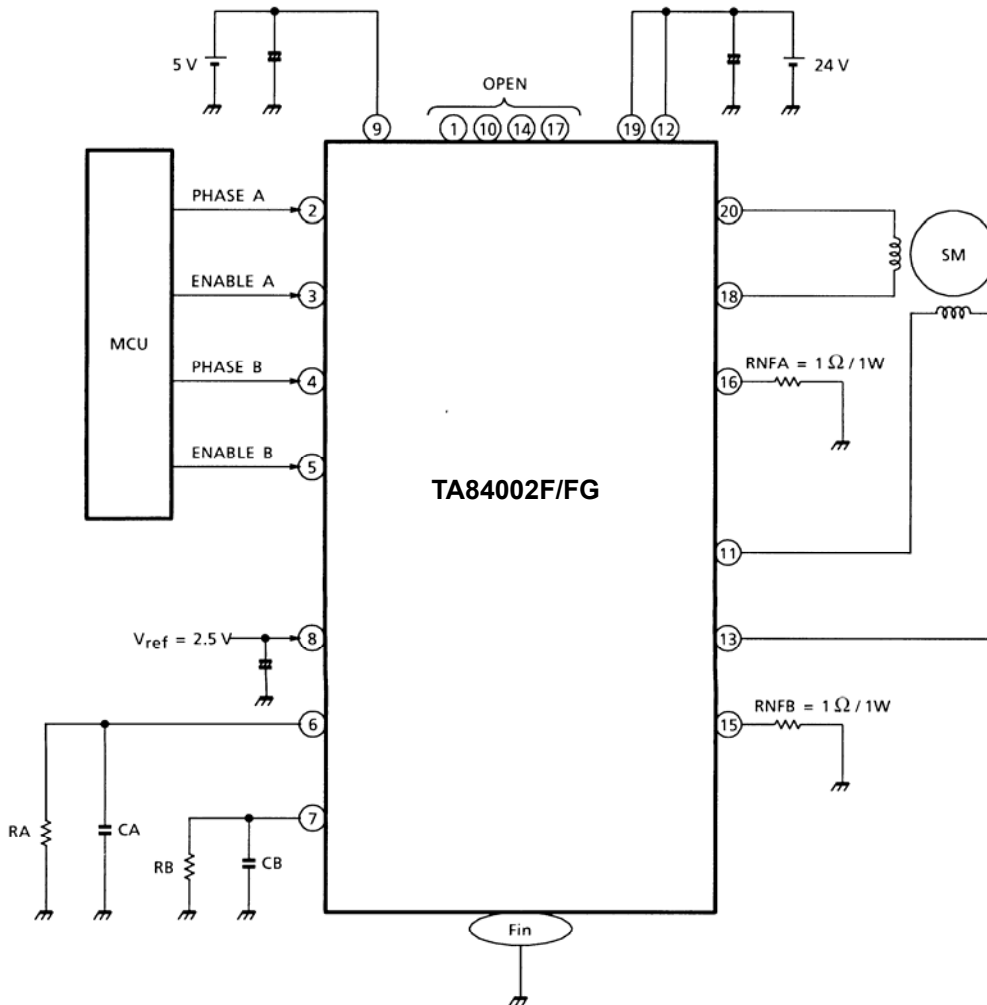 5 V
24 V
OPEN
9
1
10
14
17
19
12
MCU
PHASE A
2
ENABLE A
3
PHASE B
4
ENABLE B
5
20
18
SM
RNFA = 1 Ω / 1W
16
TA84002F/FG
11
Vref = 2.5 V
8
13
6
RNFB = 1 Ω / 1W
15
RA
CA
7
RB
CB
Fin